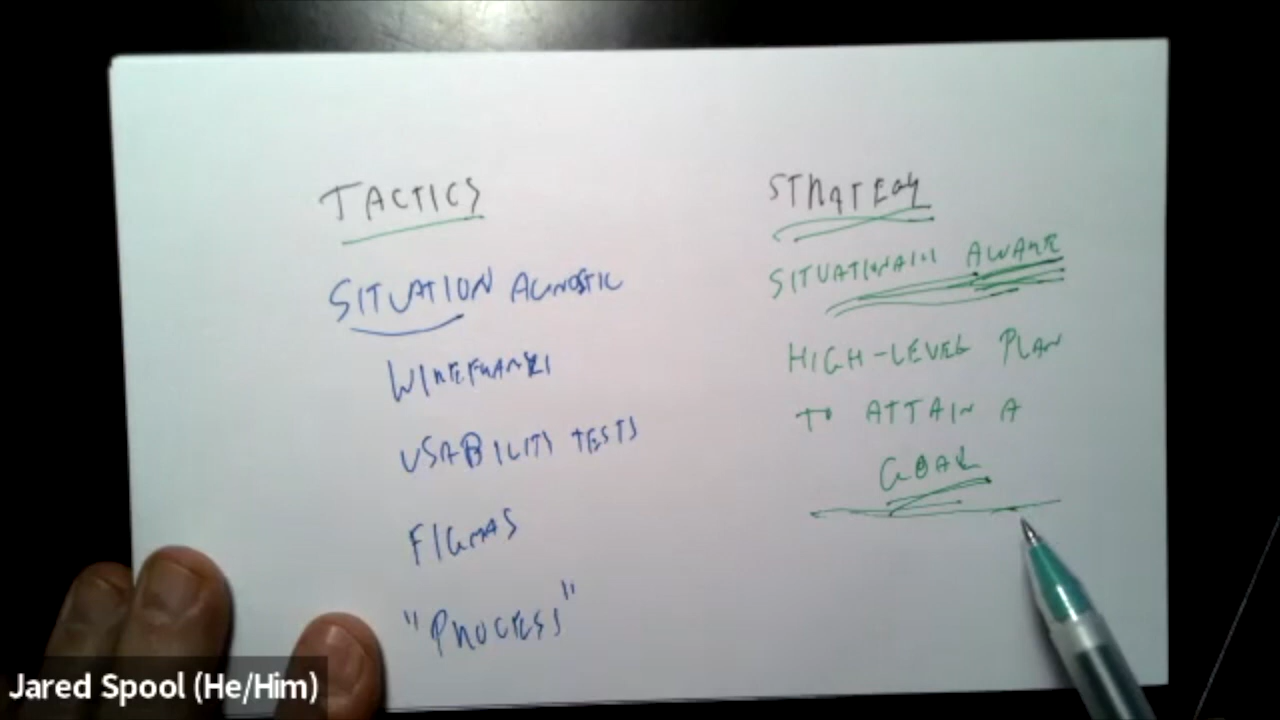 TACTICS
SITUATION AGNOSTIC
WIREFRAMES
USABILITY TESTS
FIGMAS
"PROCESS"
STRATEGY
SITUATIONALLY AWARE
HIGH-LEVEL PLAN
TO ATTAIN A
GOAL
Jared Spool (He/Him)